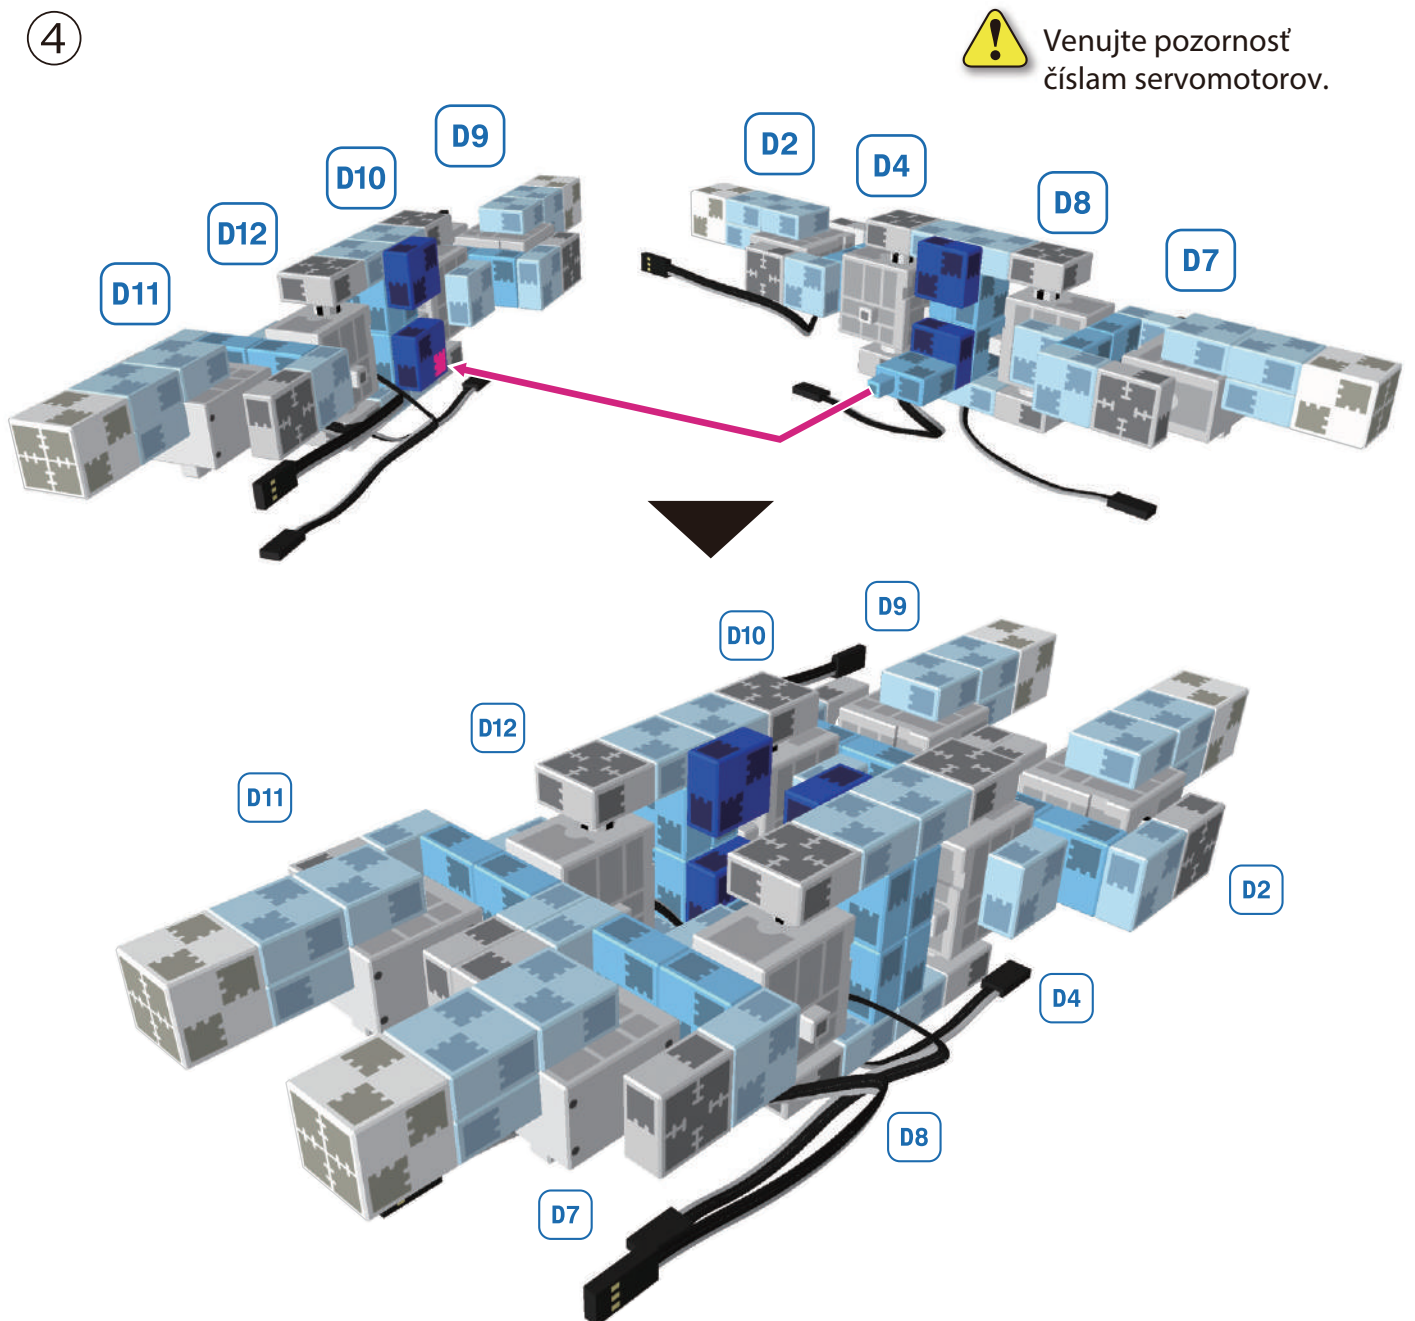 4
Venujte pozornosť
číslam servomotorov.
D9
D10
D12
D11
D2
D4
D8
D7
D9
D10
D12
D11
D2
D4
D8
D7